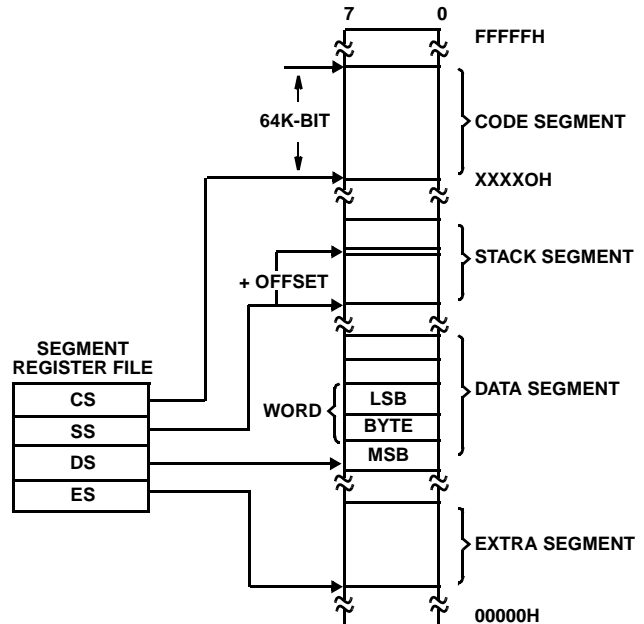 7 0
FFFFFH
64K-BIT
CODE SEGMENT
XXXXOH
STACK SEGMENT
+ OFFSET
SEGMENT
REGISTER FILE
CS
SS
DS
ES
WORD
LSB
BYTE
MSB
DATA SEGMENT
EXTRA SEGMENT
00000H